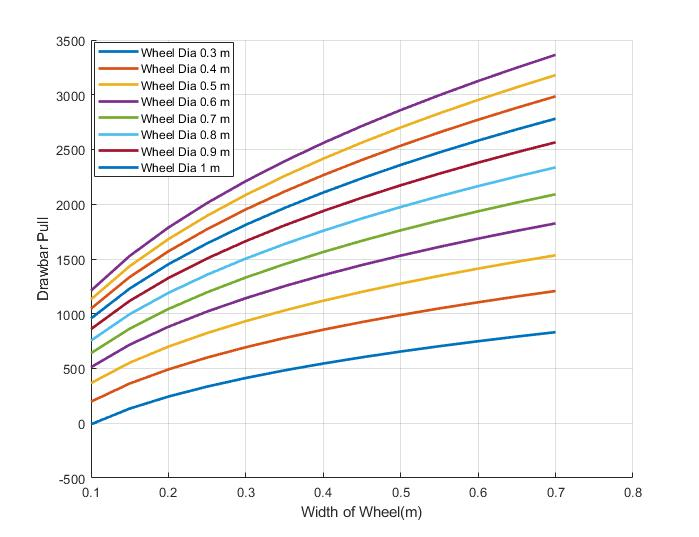 3500
3000
2500
2000
1500
1000
500
0
-500
Drawbar Pull
Wheel Dia 0.3 m
Wheel Dia 0.4 m
Wheel Dia 0.5 m
Wheel Dia 0.6 m
Wheel Dia 0.7 m
Wheel Dia 0.8 m
Wheel Dia 0.9 m
Wheel Dia 1 m
0.1 0.2 0.3 0.4 0.5 0.6 0.7 0.8
Width of Wheel(m)